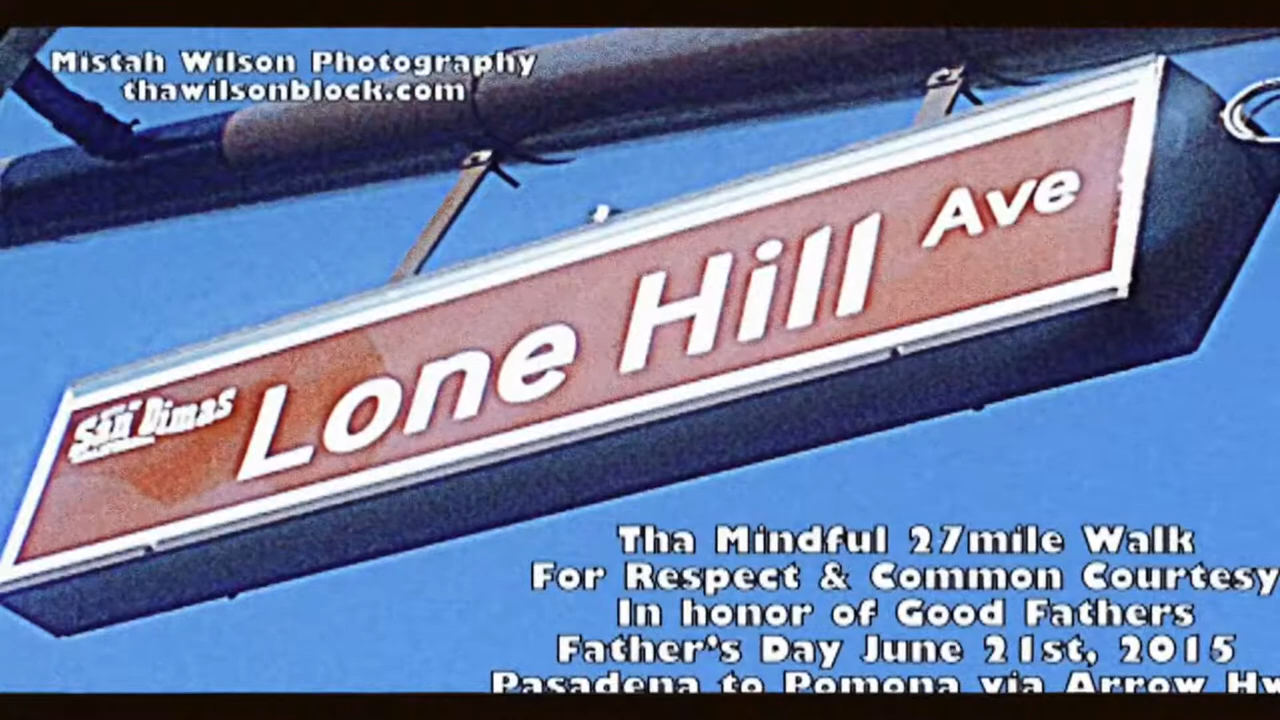 Mistah Wilson Photography
thawilsonblock.com
San Dimas
Lone Hill Ave
Tha Mindful 27mile Walk
For Respect & Common Courtesy
In honor of Good Fathers
Father's Day June 21st, 2015
Pasadena to Pomona via Arrow Hw